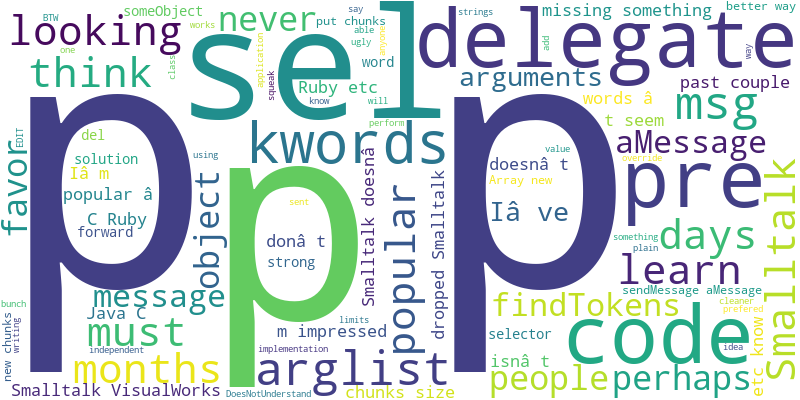 looking
BTW
someObject
works
never
Ruby etc
put chunks
able
say
ugly
anyone
word
know
sel
delegate
strings
missing something
better way
add
way
think
class
one
application
squeak
will
perform
arguments
past couple
words â
msg
t seem
aMessage
override
p p
p p
pre
favor
EDIT
del
solution
Iâ m
popular â
C Ruby
forward
using
object
kwords
sent
donâ t
strong
Smalltalk doesnâ
popular
dropped Smalltalk
doesnâ t
Array new
value
Iâ ve
something
plain
days
learn
Smalltalk
message
Java C
must
independent
months
bunch
new chunks
writing
Smalltalk VisualWorks
m impressed
limits
implementation
arglist
DoesNotUnderstand
chunks size
sendMessage aMessage
findTokens
cleaner
prefered
selector
isnâ t
code
idea
people
perhaps
etc know